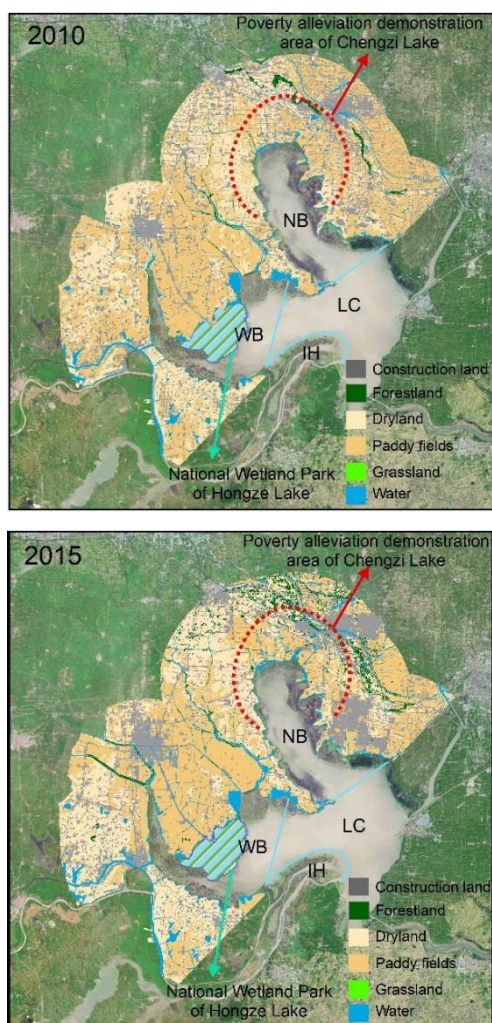 2010
Poverty alleviation demonstration
area of Chengzi Lake
NB
LC
WB
IH
Construction land
Forestland
Dryland
Paddy fields
Grassland
Water
National Wetland Park
of Hongze Lake
2015
Poverty alleviation demonstration
area of Chengzi Lake
NB
LC
WB
IH
Construction land
Forestland
Dryland
Paddy fields
Grassland
Water
National Wetland Park
of Hongze Lake